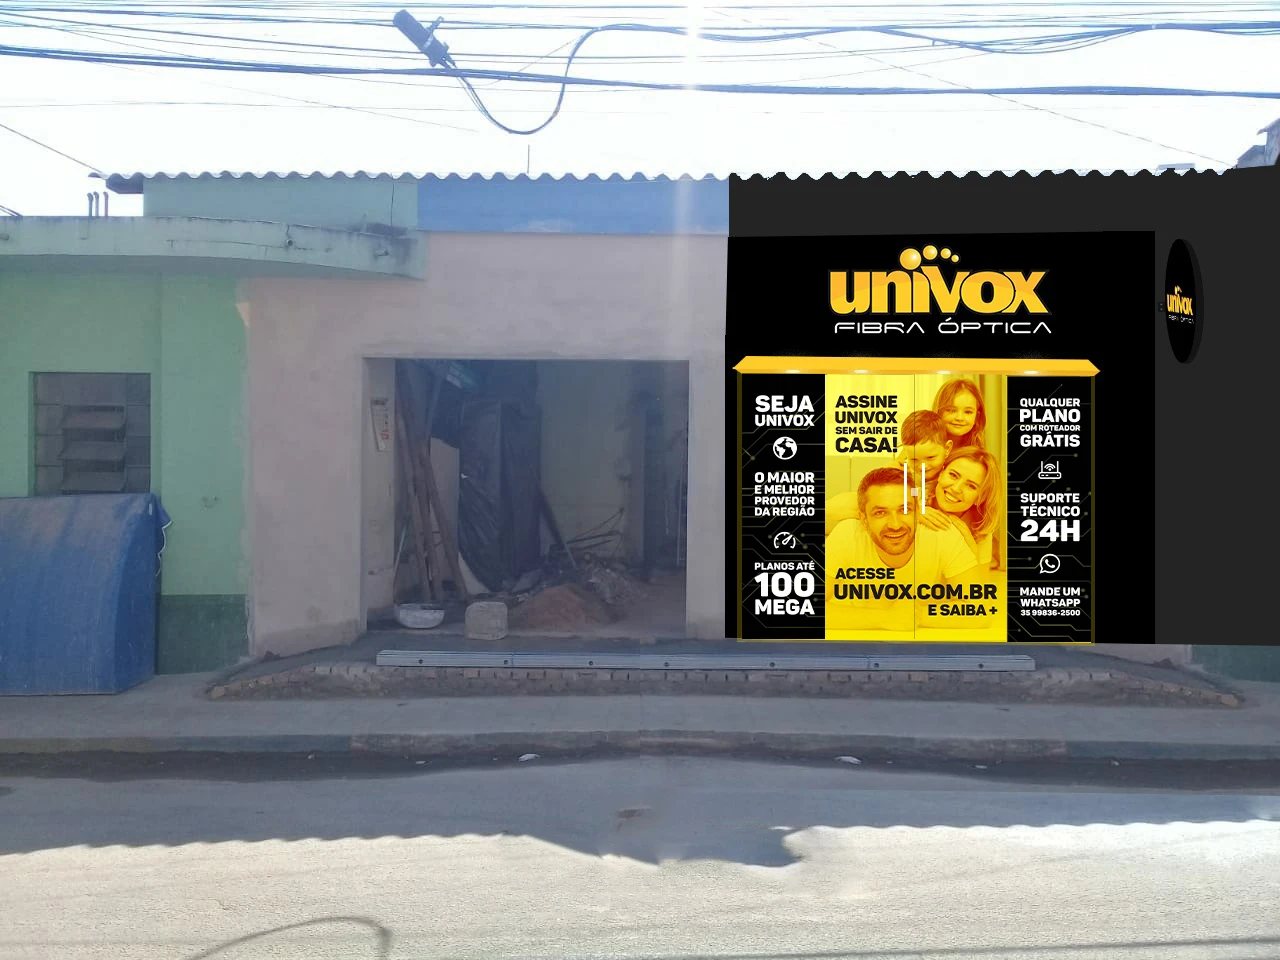 univox
FIBRA ÓPTICA
univox
FIBRA ÓPTICA
SEJA
UNIVOX
O MAIOR
E MELHOR
PROVEDOR
DA REGIÃO
PLANOS ATÉ
100
MEGA
ASSINE
UNIVOX
SEM SAIR DE
CASA!
ACESSE
UNIVOX.COM.BR
E SAIBA +
QUALQUER
PLANO
COM ROTEADOR
GRÁTIS
SUPORTE
TÉCNICO
24H
MANDE UM
WHATSAPP
35 99836-2500